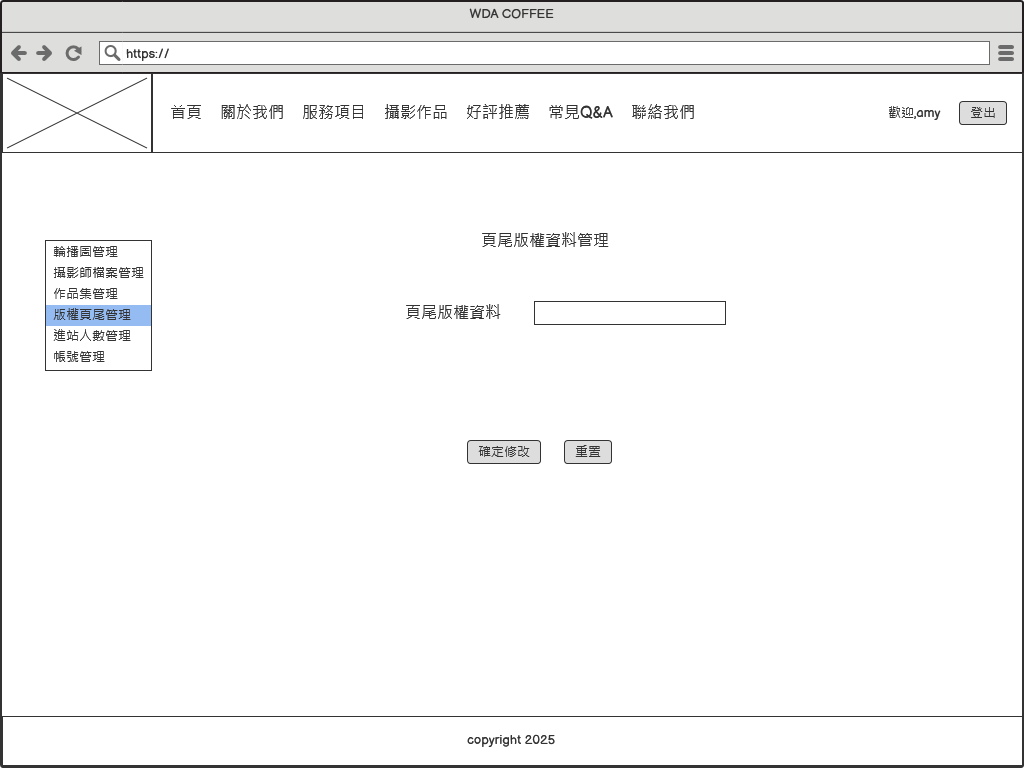 WDA COFFEE
https://
首頁 關於我們 服務項目 攝影作品 好評推薦 常見Q&A 聯絡我們 歡迎,amy 登出
頁尾版權資料管理
輪播圖管理
攝影師檔案管理
作品集管理
版權頁尾管理
進站人數管理
帳號管理
頁尾版權資料
確定修改 重置
copyright 2025